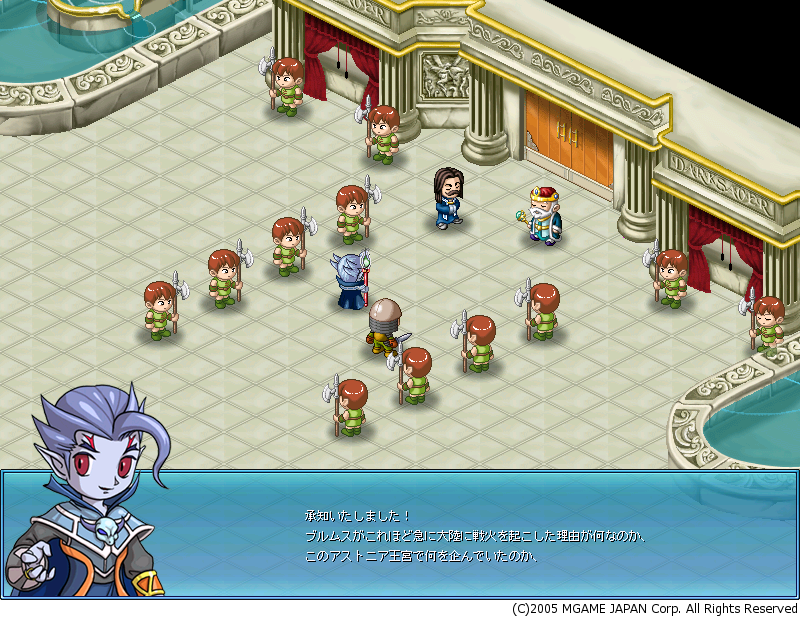 DARKSABER
承知いたしました！
ブルムスがこれほど急に大陸に戦火を起こした理由が何なのか、
このアストニア王宮で何を企んでいたのか、
(C)2005 MGAME JAPAN Corp. All Rights Reserved